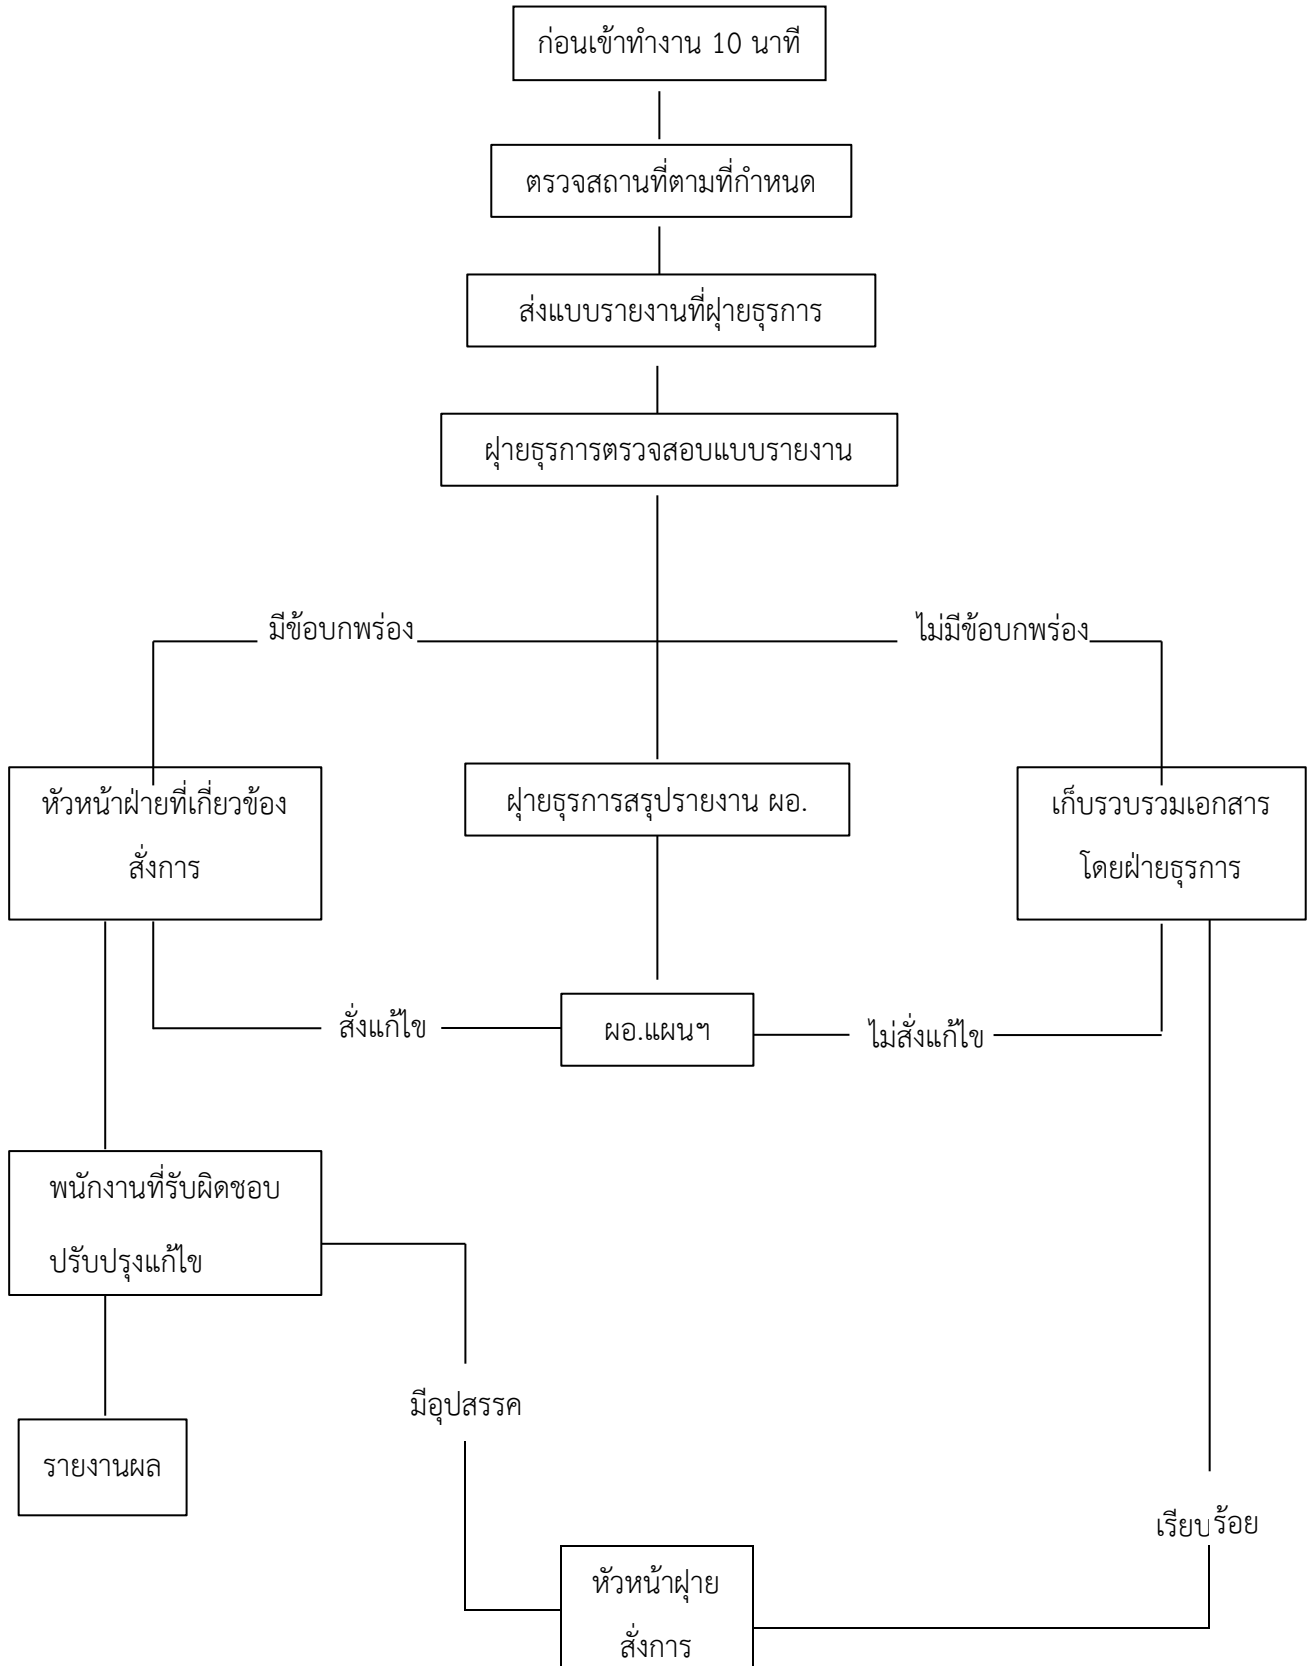 ก่อนเข้าทำงาน 10 นาที
ตรวจสถานที่ตามที่กำหนด
ส่งแบบรายงานที่ฝุายธุรการ
ฝุายธุรการตรวจสอบแบบรายงาน
มีข้อบกพร่อง
ไม่มีข้อบกพร่อง
หัวหน้าฝ่ายที่เกี่ยวข้อง
สั่งการ
ฝุายธุรการสรุปรายงาน ผอ.
เก็บรวบรวมเอกสาร
โดยฝ่ายธุรการ
สั่งแก้ไข
ผอ.แผนฯ
ไม่สั่งแก้ไข
พนักงานที่รับผิดชอบ
ปรับปรุงแก้ไข
มีอุปสรรค
รายงานผล
เรียบร้อย
หัวหน้าฝุาย
สั่งการ